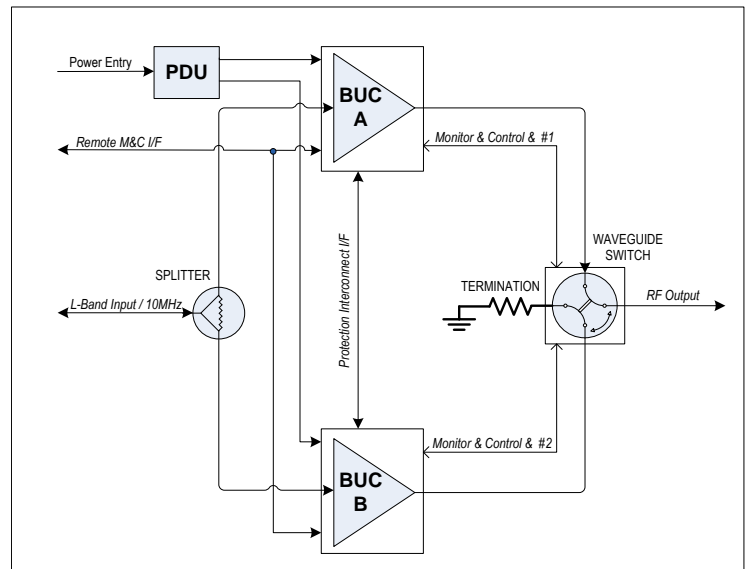 Power Entry
PDU
BUC
A
Remote M&C I/F
Monitor & Control & #1
WAVEGUIDE
SWITCH
SPLITTER
TERMINATION
L-Band Input / 10MHz
Protection Interconnect I/F
RF Output
Monitor & Control & #2
BUC
B